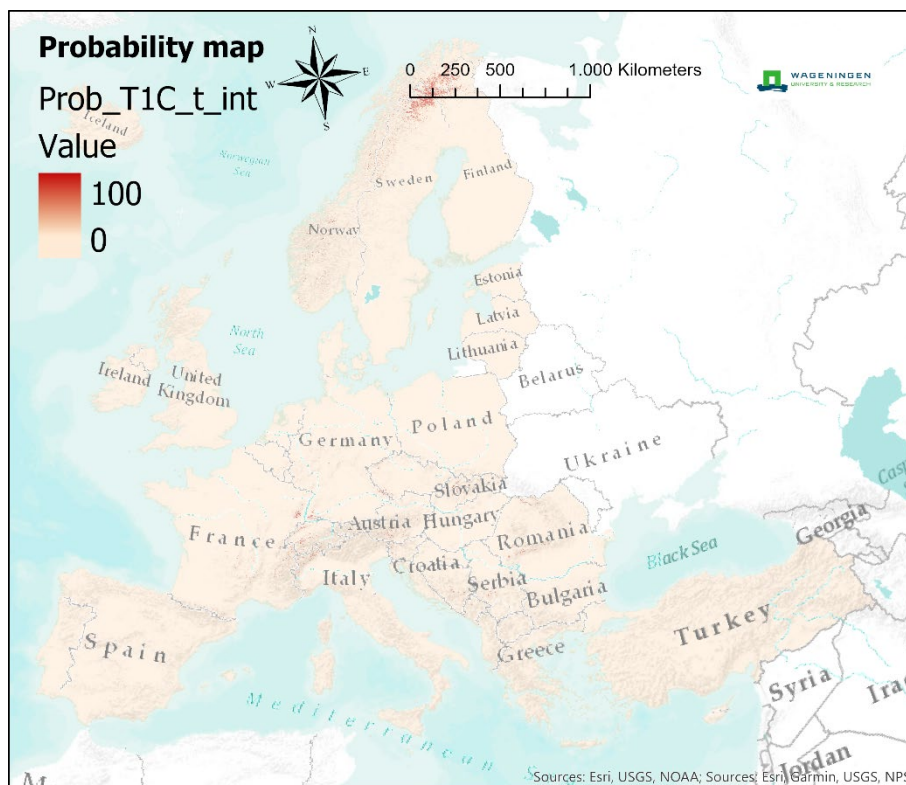 Probability map
Prob_T1C_t_int
Value
100
0
N
W
E
S
0 250 500 1.000 Kilometers
WAGENINGEN
UNIVERSITY & RESEARCH
Iceland
Norwegian
Sea
Sweden
Finland
Norway
Estonia
Latvia
Lithuania
North
Sea
Ireland
United
Kingdom
Belarus
Poland
Germany
Ukraine
Slovakia
Austria
Hungary
France
Romania
Croatia
Italy
Serbia
Bulgaria
Black Sea
Georgia
Casp
Spain
Greece
Turkey
Syria
Iraq
Jordan
Mediterranean S
M
Sources: Esri, USGS, NOAA; Sources: Esri, Garmin, USGS, NPS